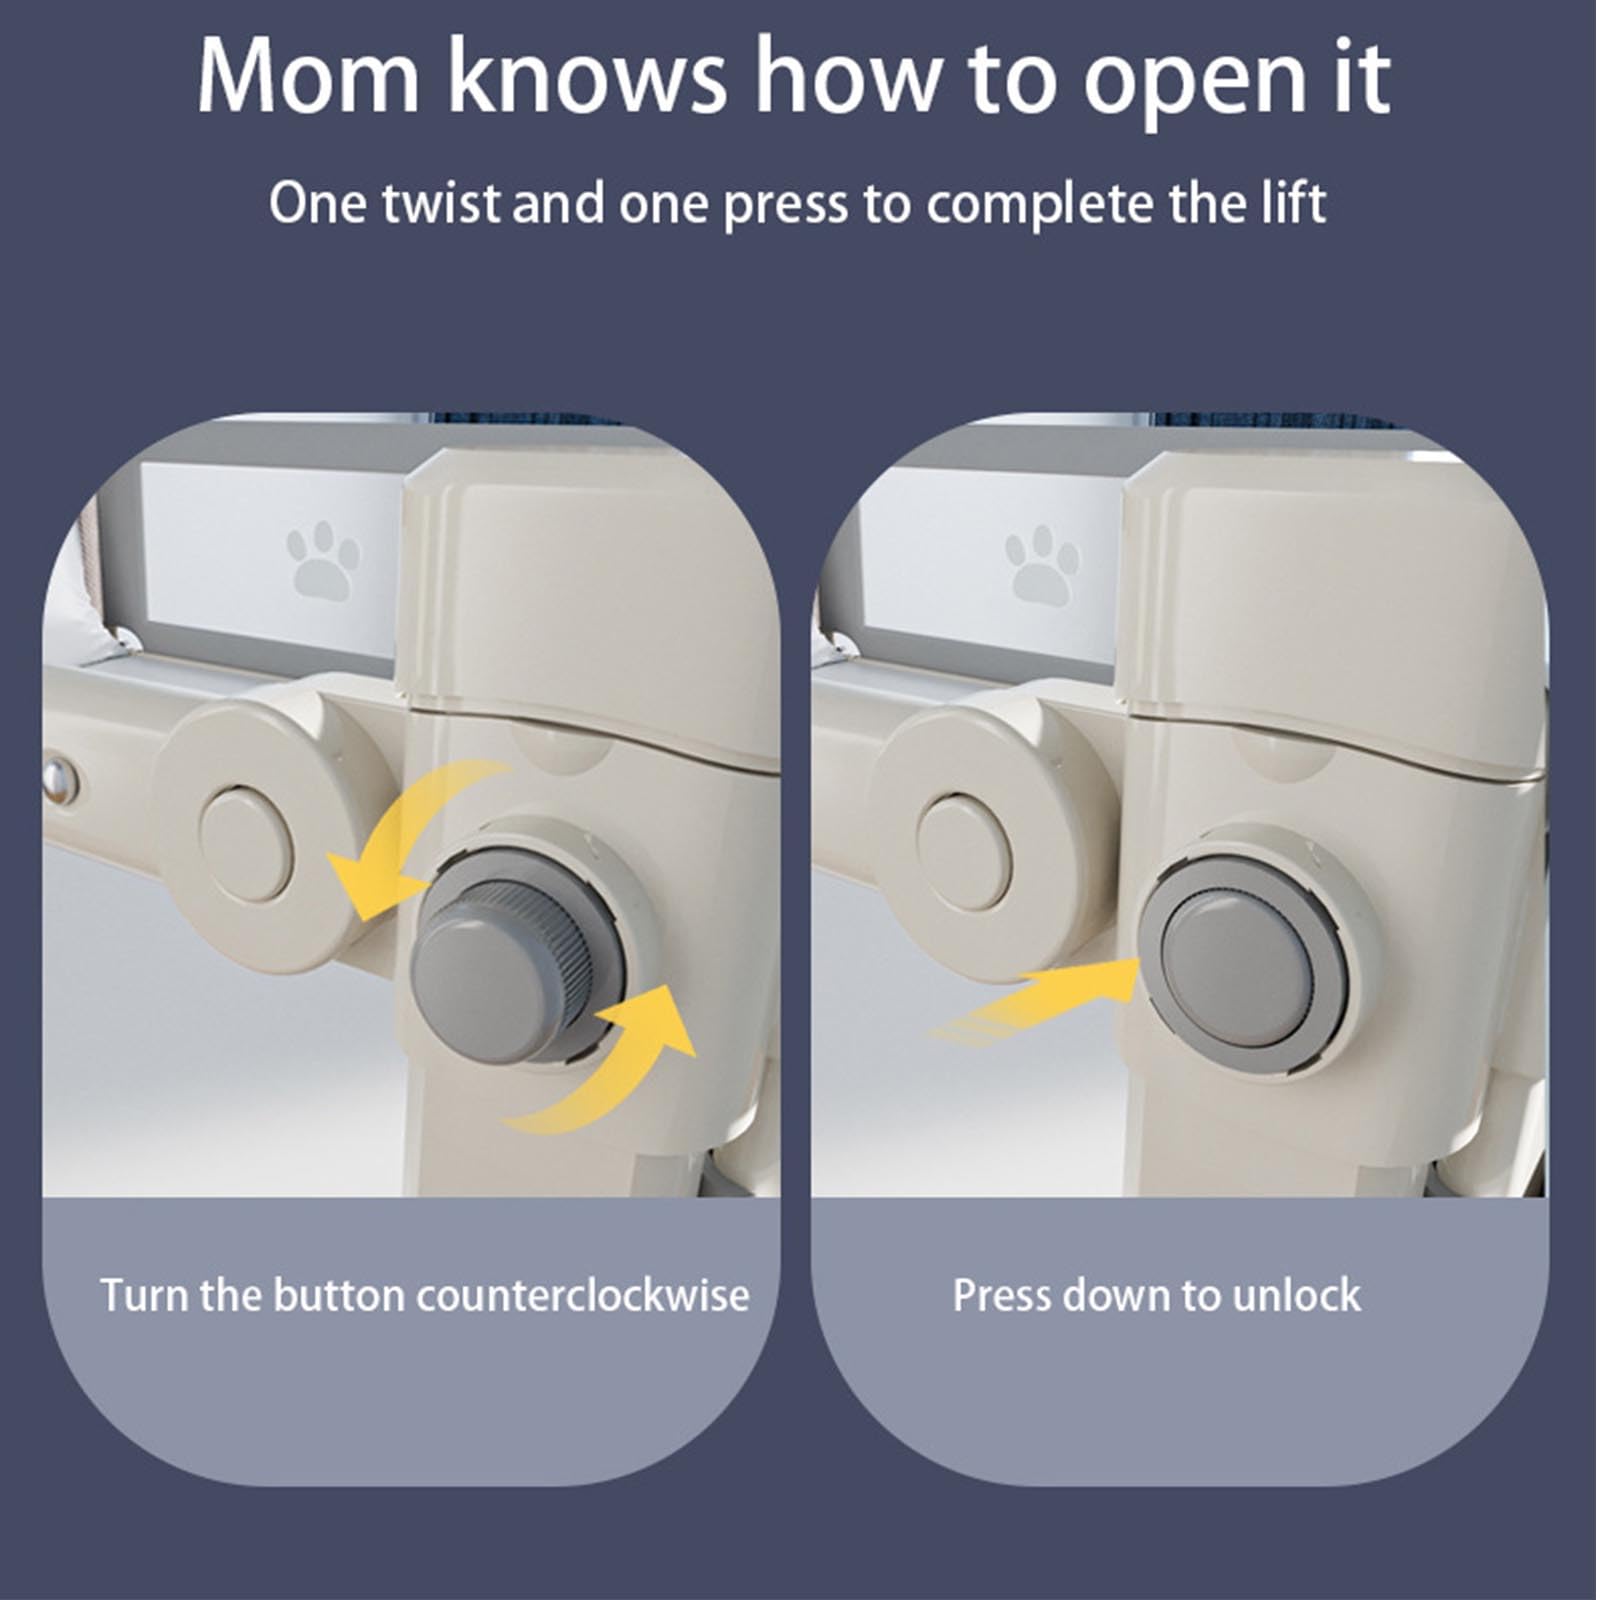 Mom knows how to open it
One twist and one press to complete the lift
Turn the button counterclockwise
Press down to unlock